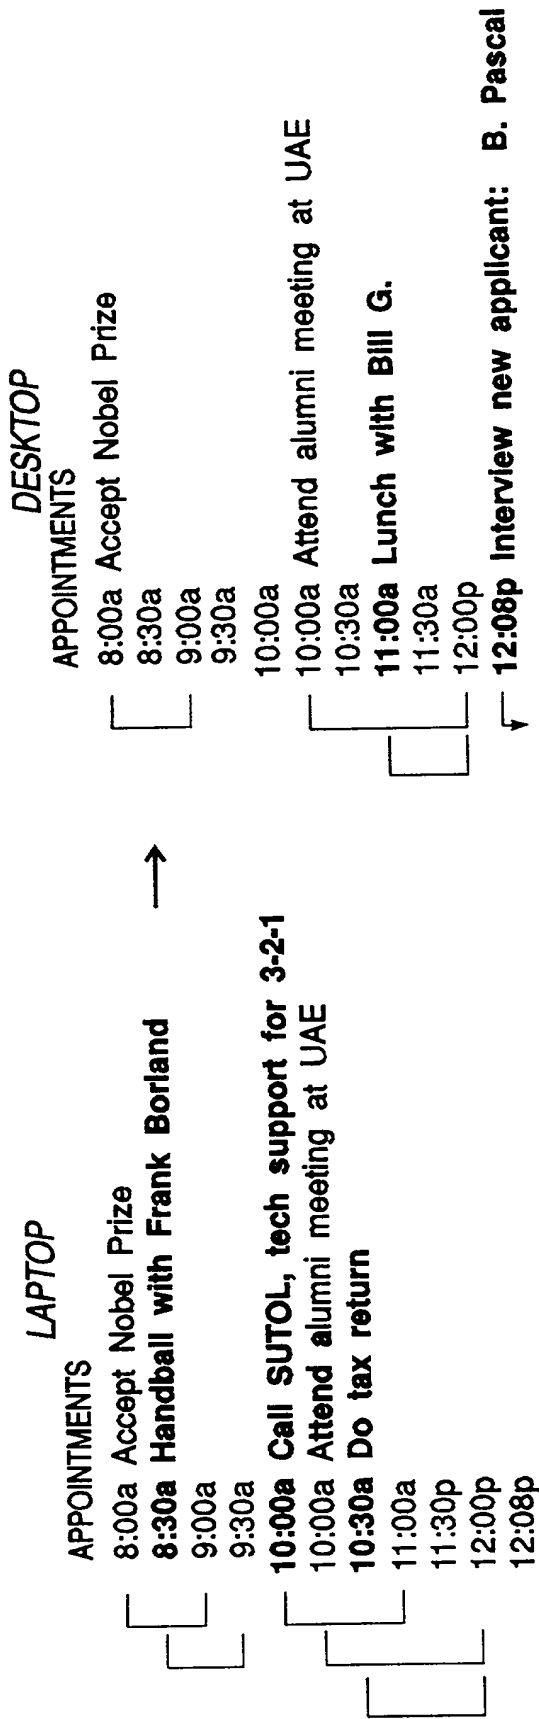 LAPTOP
APPOINTMENTS
8:00a Accept Nobel Prize
8:30a Handball with Frank Borland
9:00a
9:30a
10:00a Call SUTOL, tech support for 3-2-1
10:00a Attend alumni meeting at UAE
10:30a Do tax return
11:00a
11:30p
12:00p
12:08p
DESKTOP
APPOINTMENTS
8:00a Accept Nobel Prize
8:30a
9:00a
9:30a
10:00a
10:00a Attend alumni meeting at UAE
10:30a
11:00a Lunch with Bill G.
11:30a
12:00p
12:08p Interview new applicant: B. Pascal